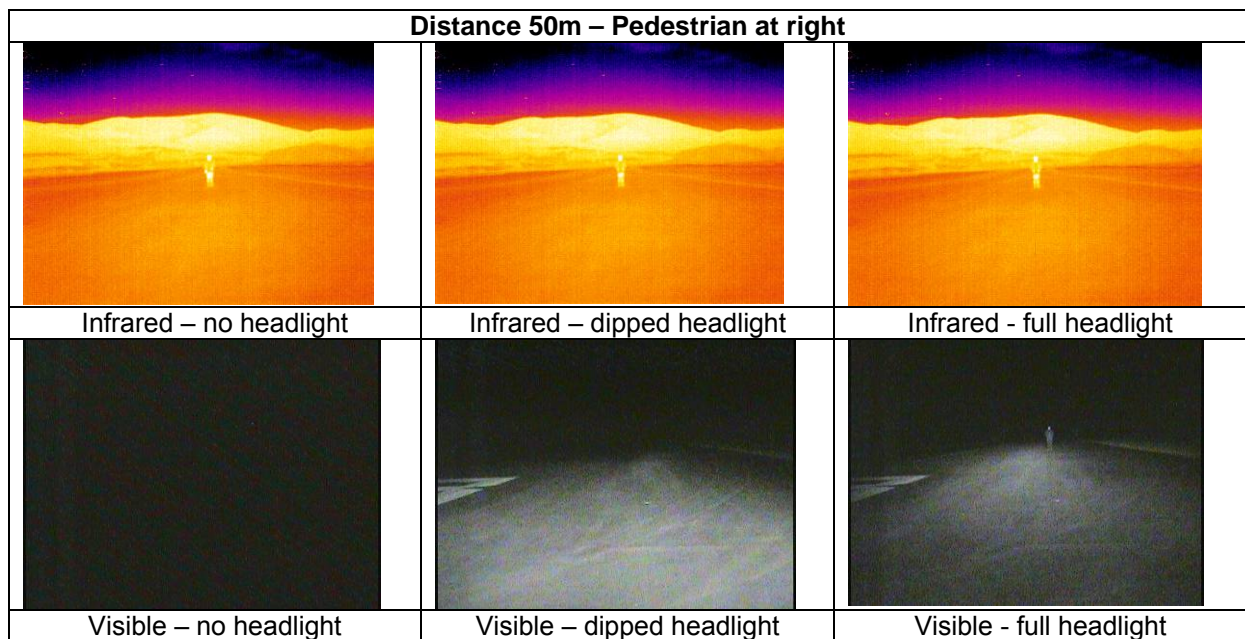 Distance 50m – Pedestrian at right
Infrared – no headlight
Infrared – dipped headlight
Infrared - full headlight
Visible – no headlight
Visible – dipped headlight
Visible - full headlight